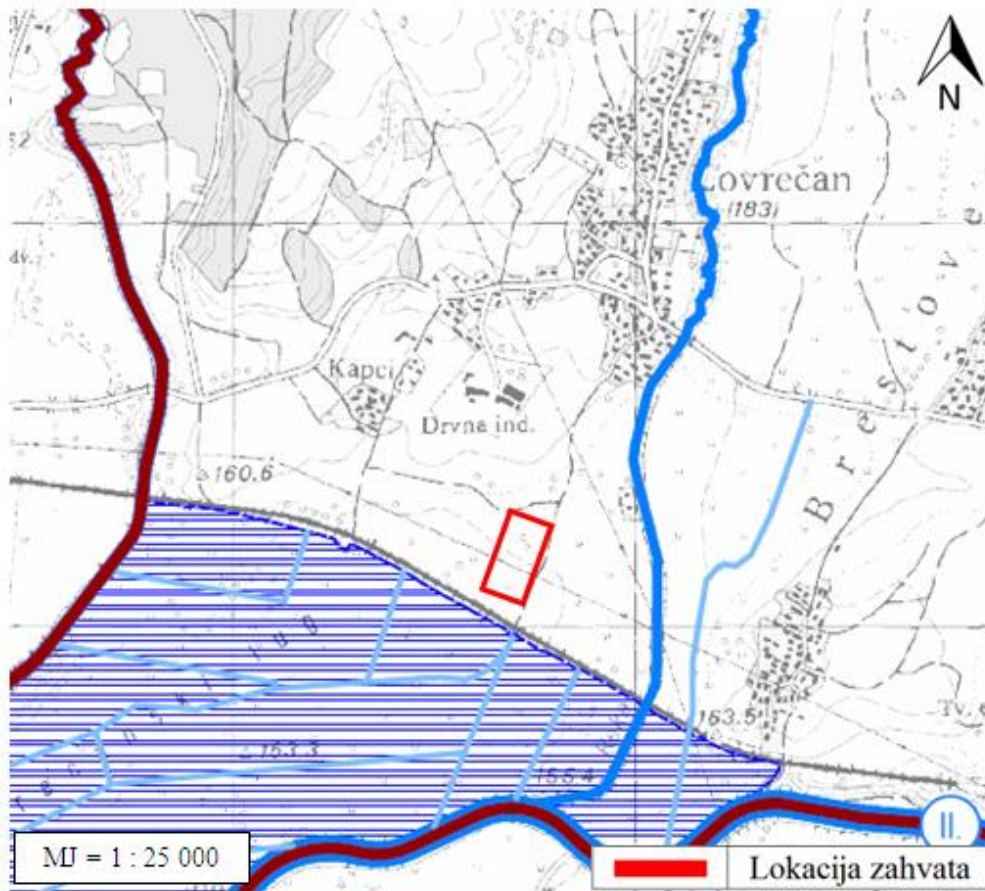 N
Lovrečan
(183)
Kapci
Drvna ind.
160.6
Brestove
163.5
153.3
155.4
II.
MJ = 1 : 25 000
Lokacija zahvata